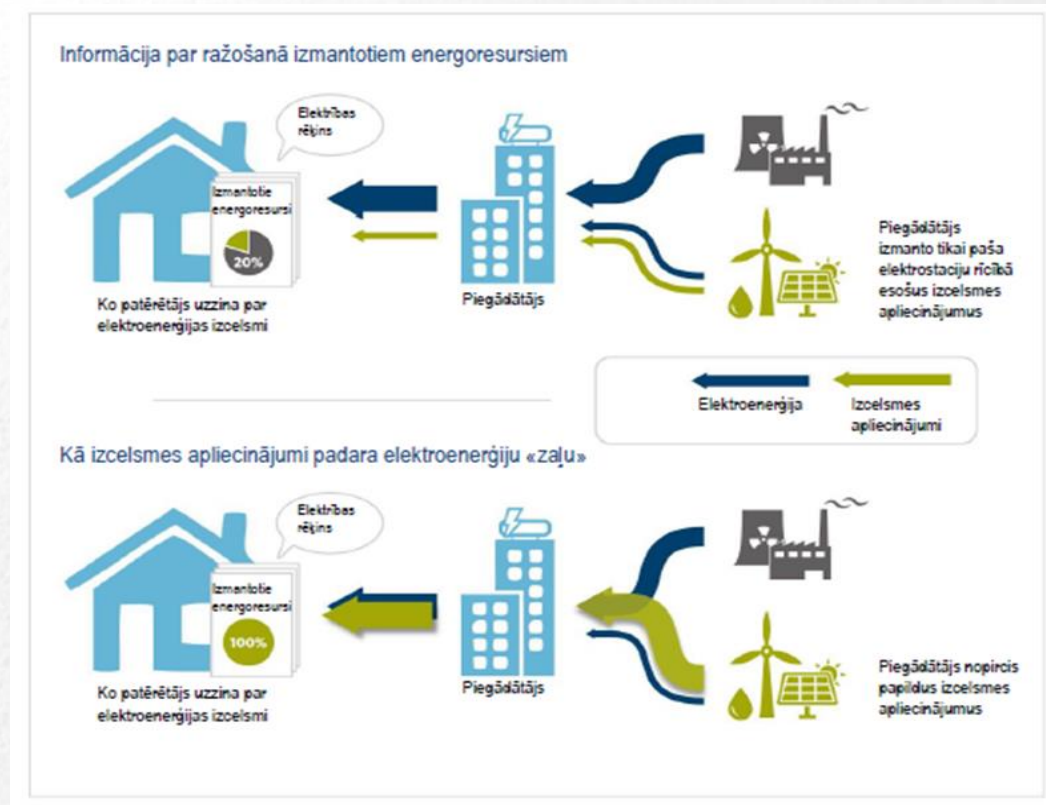 Informācija par ražošanā izmantotiem energoresursiem
Elektrības
rēķins
Izmantotie
energoresursi
20%
Ko patērētājs uzzina par
elektroenerģijas izcelsmi
Piegādātājs
Piegādātājs
izmanto tikai paša
elektrostaciju rīcībā
esošus izcelsmes
apliecinājumus
Elektroenerģija
Izcelsmes
apliecinājumi
Kā izcelsmes apliecinājumi padara elektroenerģiju «zaļu»
Elektrības
rēķins
Izmantotie
energoresursi
100%
Ko patērētājs uzzina par
elektroenerģijas izcelsmi
Piegādātājs
Piegādātājs nopircis
papildus izcelsmes
apliecinājumus